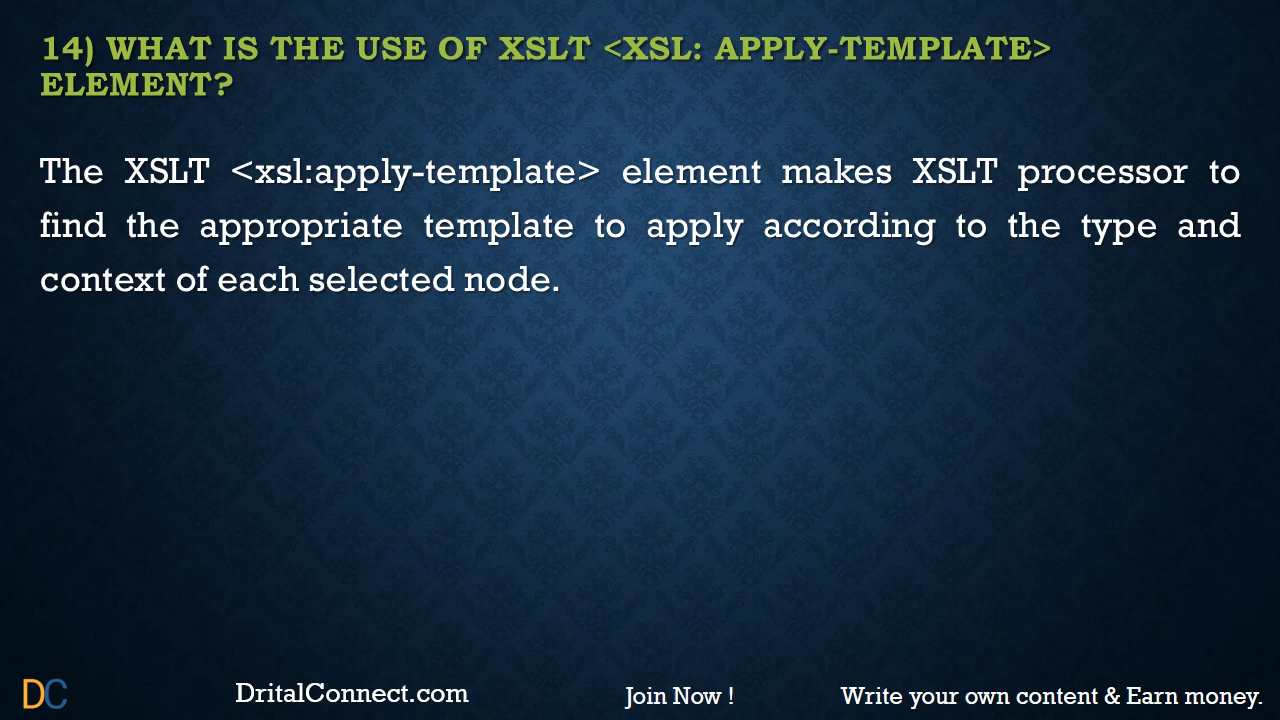 14) WHAT IS THE USE OF XSLT <XSL: APPLY-TEMPLATE>
ELEMENT?
The XSLT <xsl:apply-template> element makes XSLT processor to
find the appropriate template to apply according to the type and
context of each selected node.
DC
DritalConnect.com
Join Now !
Write your own content & Earn money.